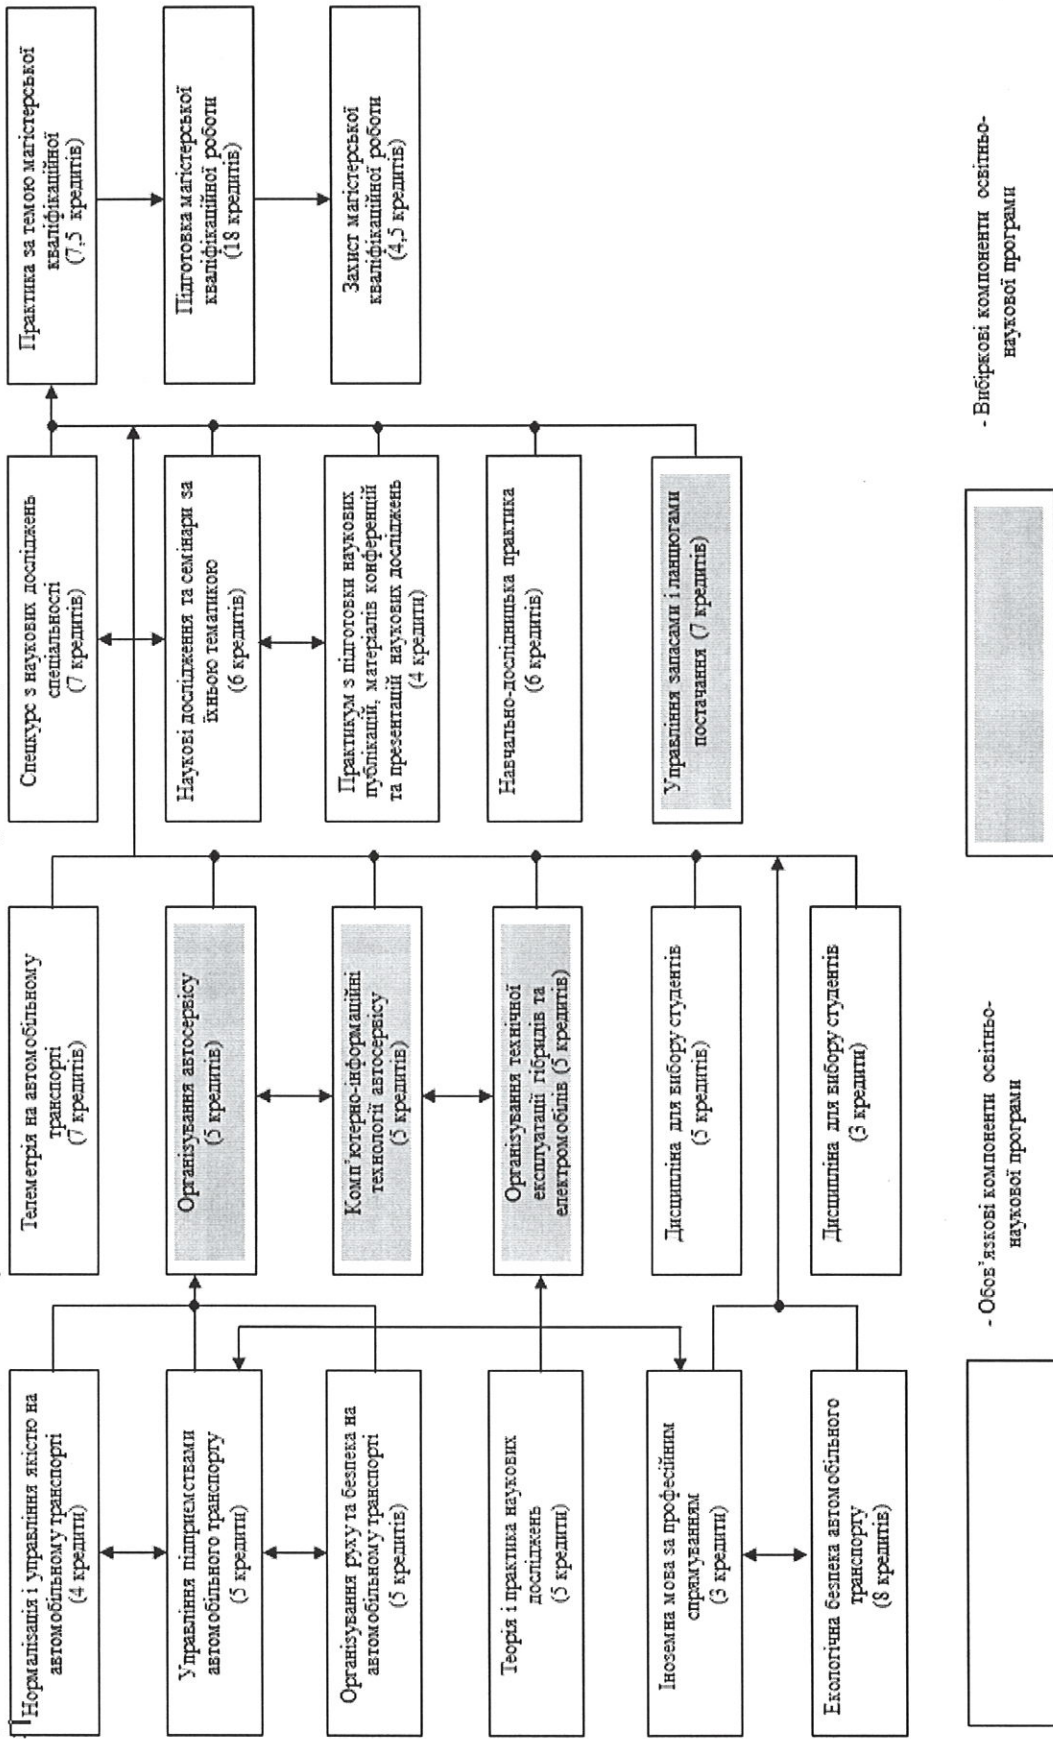 Нормалізація і управління якістю на
автомобільному транспорті
(4 кредити)
Управління підприємствами
автомобільного транспорту
(5 кредити)
Організування руху та безпека на
автомобільному транспорті
(5 кредитів)
Теорія і практика наукових
досліджень
(5 кредитів)
Іноземна мова за професійним
спрямуванням
(3 кредити)
Екологічна безпека автомобільного
транспорту
(8 кредитів)
Телеметрія на автомобільному
транспорті
(7 кредитів)
Організування автосервісу
(5 кредитів)
Комп'ютерно-інформаційні
технології автосервісу
(5 кредитів)
Організування технічної
експлуатації гібридів та
електромобілів (5 кредитів)
Дисципліна для вибору студентів
(5 кредитів)
Дисципліна для вибору студентів
(3 кредити)
Спецкурс з наукових досліджень
спеціальності
(7 кредитів)
Наукові дослідження та семінари за
їхньою тематикою
(6 кредитів)
Практикум з підготовки наукових
публікацій, матералів конференцій
та презентацій наукових досліджень
(4 кредити)
Навчально-дослідницька практика
(6 кредитів)
Управління запасами і ланцюгами
постачання (7 кредитів)
Практика за темою магістерської
кваліфікаційної
(7,5 кредитів)
Підготовка магістерської
кваліфікаційної роботи
(18 кредитів)
Захист магістерської
кваліфікаційної роботи
(4,5 кредитів)
- Обов'язкові компоненти освітньо-
наукової програми
- Вибіркові компоненти освітньо-
наукової програми